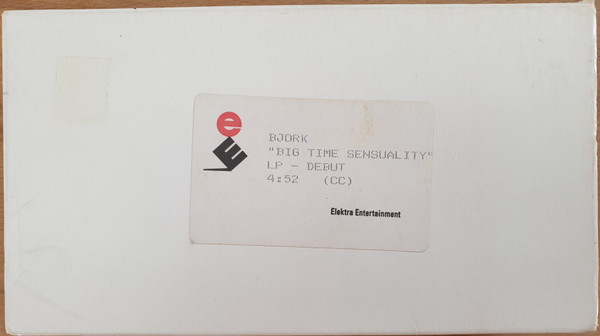 e
E
BJORK
"BIG TIME SENSUALITY"
LP - DEBUT
4:52 (CC)
Elektra Entertainment